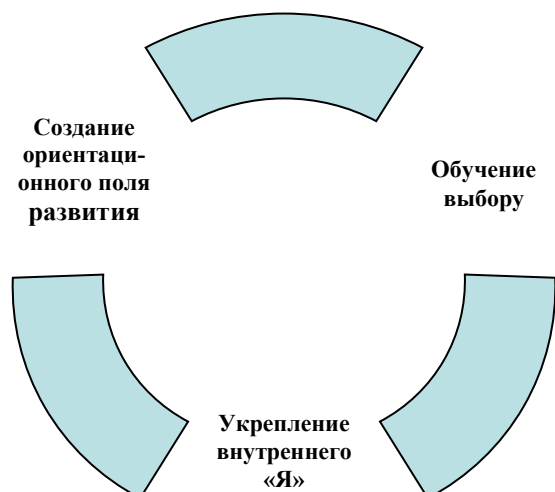 Создание
ориентаци-
онного поля
развития
Обучение
выбору
Укрепление
внутреннего
«Я»